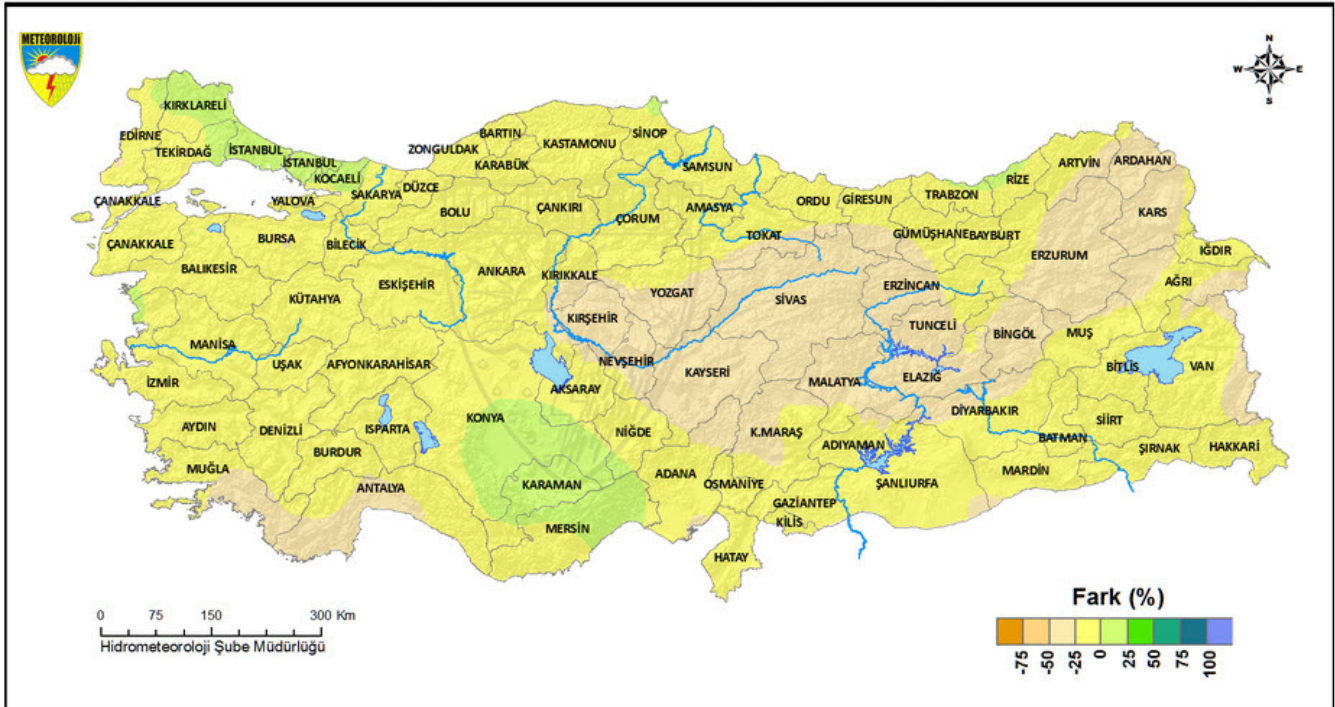 METEOROLOJİ
N
W E
S
KIRKLARELİ
EDİRNE
TEKİRDAĞ
İSTANBUL
İSTANBUL
KOCAELİ
ÇANAKKALE
YALOVA
SAKARYA
DÜZCE
ZONGULDAK
BARTIN
KARABÜK
KASTAMONU
SİNOP
SAMSUN
BOLU
ÇANKIRI
ÇORUM
AMASYA
ORDU
GİRESUN
TRABZON
RİZE
ARTVİN
ARDAHAN
KARS
ÇANAKKALE
BURSA
BİLECİK
BALIKESİR
ESKİŞEHİR
ANKARA
KIRIKKALE
TOKAT
GÜMÜŞHANE
BAYBURT
ERZURUM
IĞDIR
AĞRI
KÜTAHYA
YOZGAT
SİVAS
ERZİNCAN
KIRŞEHİR
TUNCELİ
BİNGÖL
MUŞ
MANİSA
UŞAK
AFYONKARAHİSAR
NEVŞEHİR
KAYSERİ
MALATYA
ELAZIĞ
BİTLİS
VAN
İZMİR
AKSARAY
AYDIN
DENİZLİ
ISPARTA
KONYA
NİĞDE
K.MARAŞ
ADIYAMAN
DİYARBAKIR
SİİRT
BATMAN
ŞIRNAK
HAKKARİ
MUĞLA
BURDUR
ANTALYA
KARAMAN
ADANA
OSMANİYE
GAZİANTEP
ŞANLIURFA
MARDİN
MERSİN
KİLİS
HATAY
0 75 150 300 Km
Hidrometeoroloji Şube Müdürlüğü
Fark (%)
-75 -50 -25 0 25 50 75 100